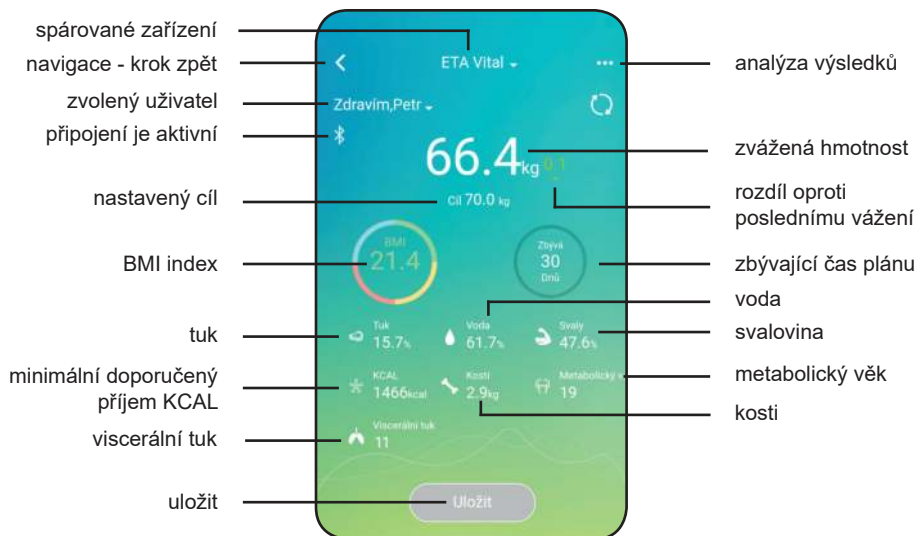 spárované zařízení
navigace - krok zpět
zvolený uživatel
připojení je aktivní
nastavený cíl
BMI index
tuk
minimální doporučený
příjem KCAL
viscerální tuk
uložit
ETA Vital
Zdravím,Petr
66.4kg 0.1
cíl 70.0 kg
BMI
21.4
Zbývá
30
Dnů
Tuk
15.7%
Voda
61.7%
Svaly
47.6%
KCAL
1466kcal
Kosti
2.9kg
Metabolický v
19
Viscerální tuk
11
Uložit
analýza výsledků
zvážená hmotnost
rozdíl oproti
poslednímu vážení
zbývající čas plánu
voda
svalovina
metabolický věk
kosti